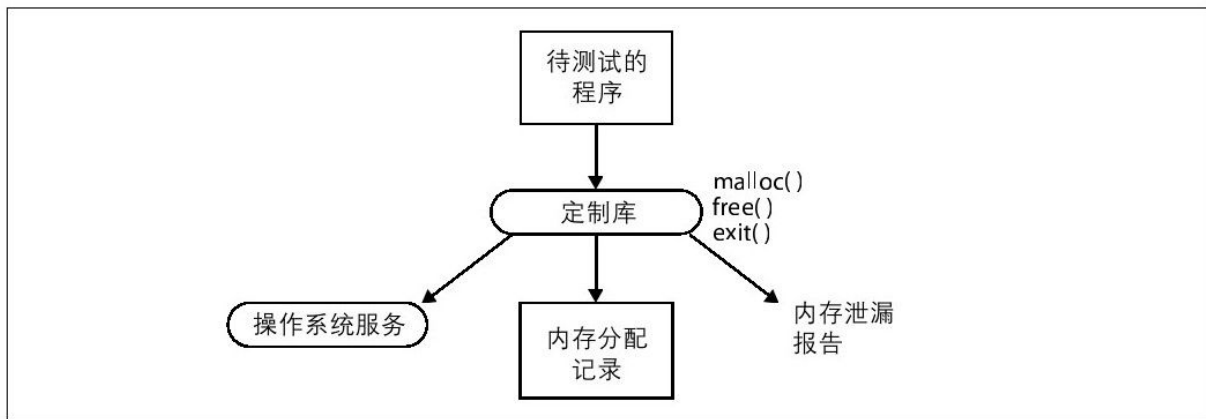 待测试的
程序
malloc( )
定制库
free( )
exit( )
操作系统服务
内存分配
记录
内存泄漏
报告